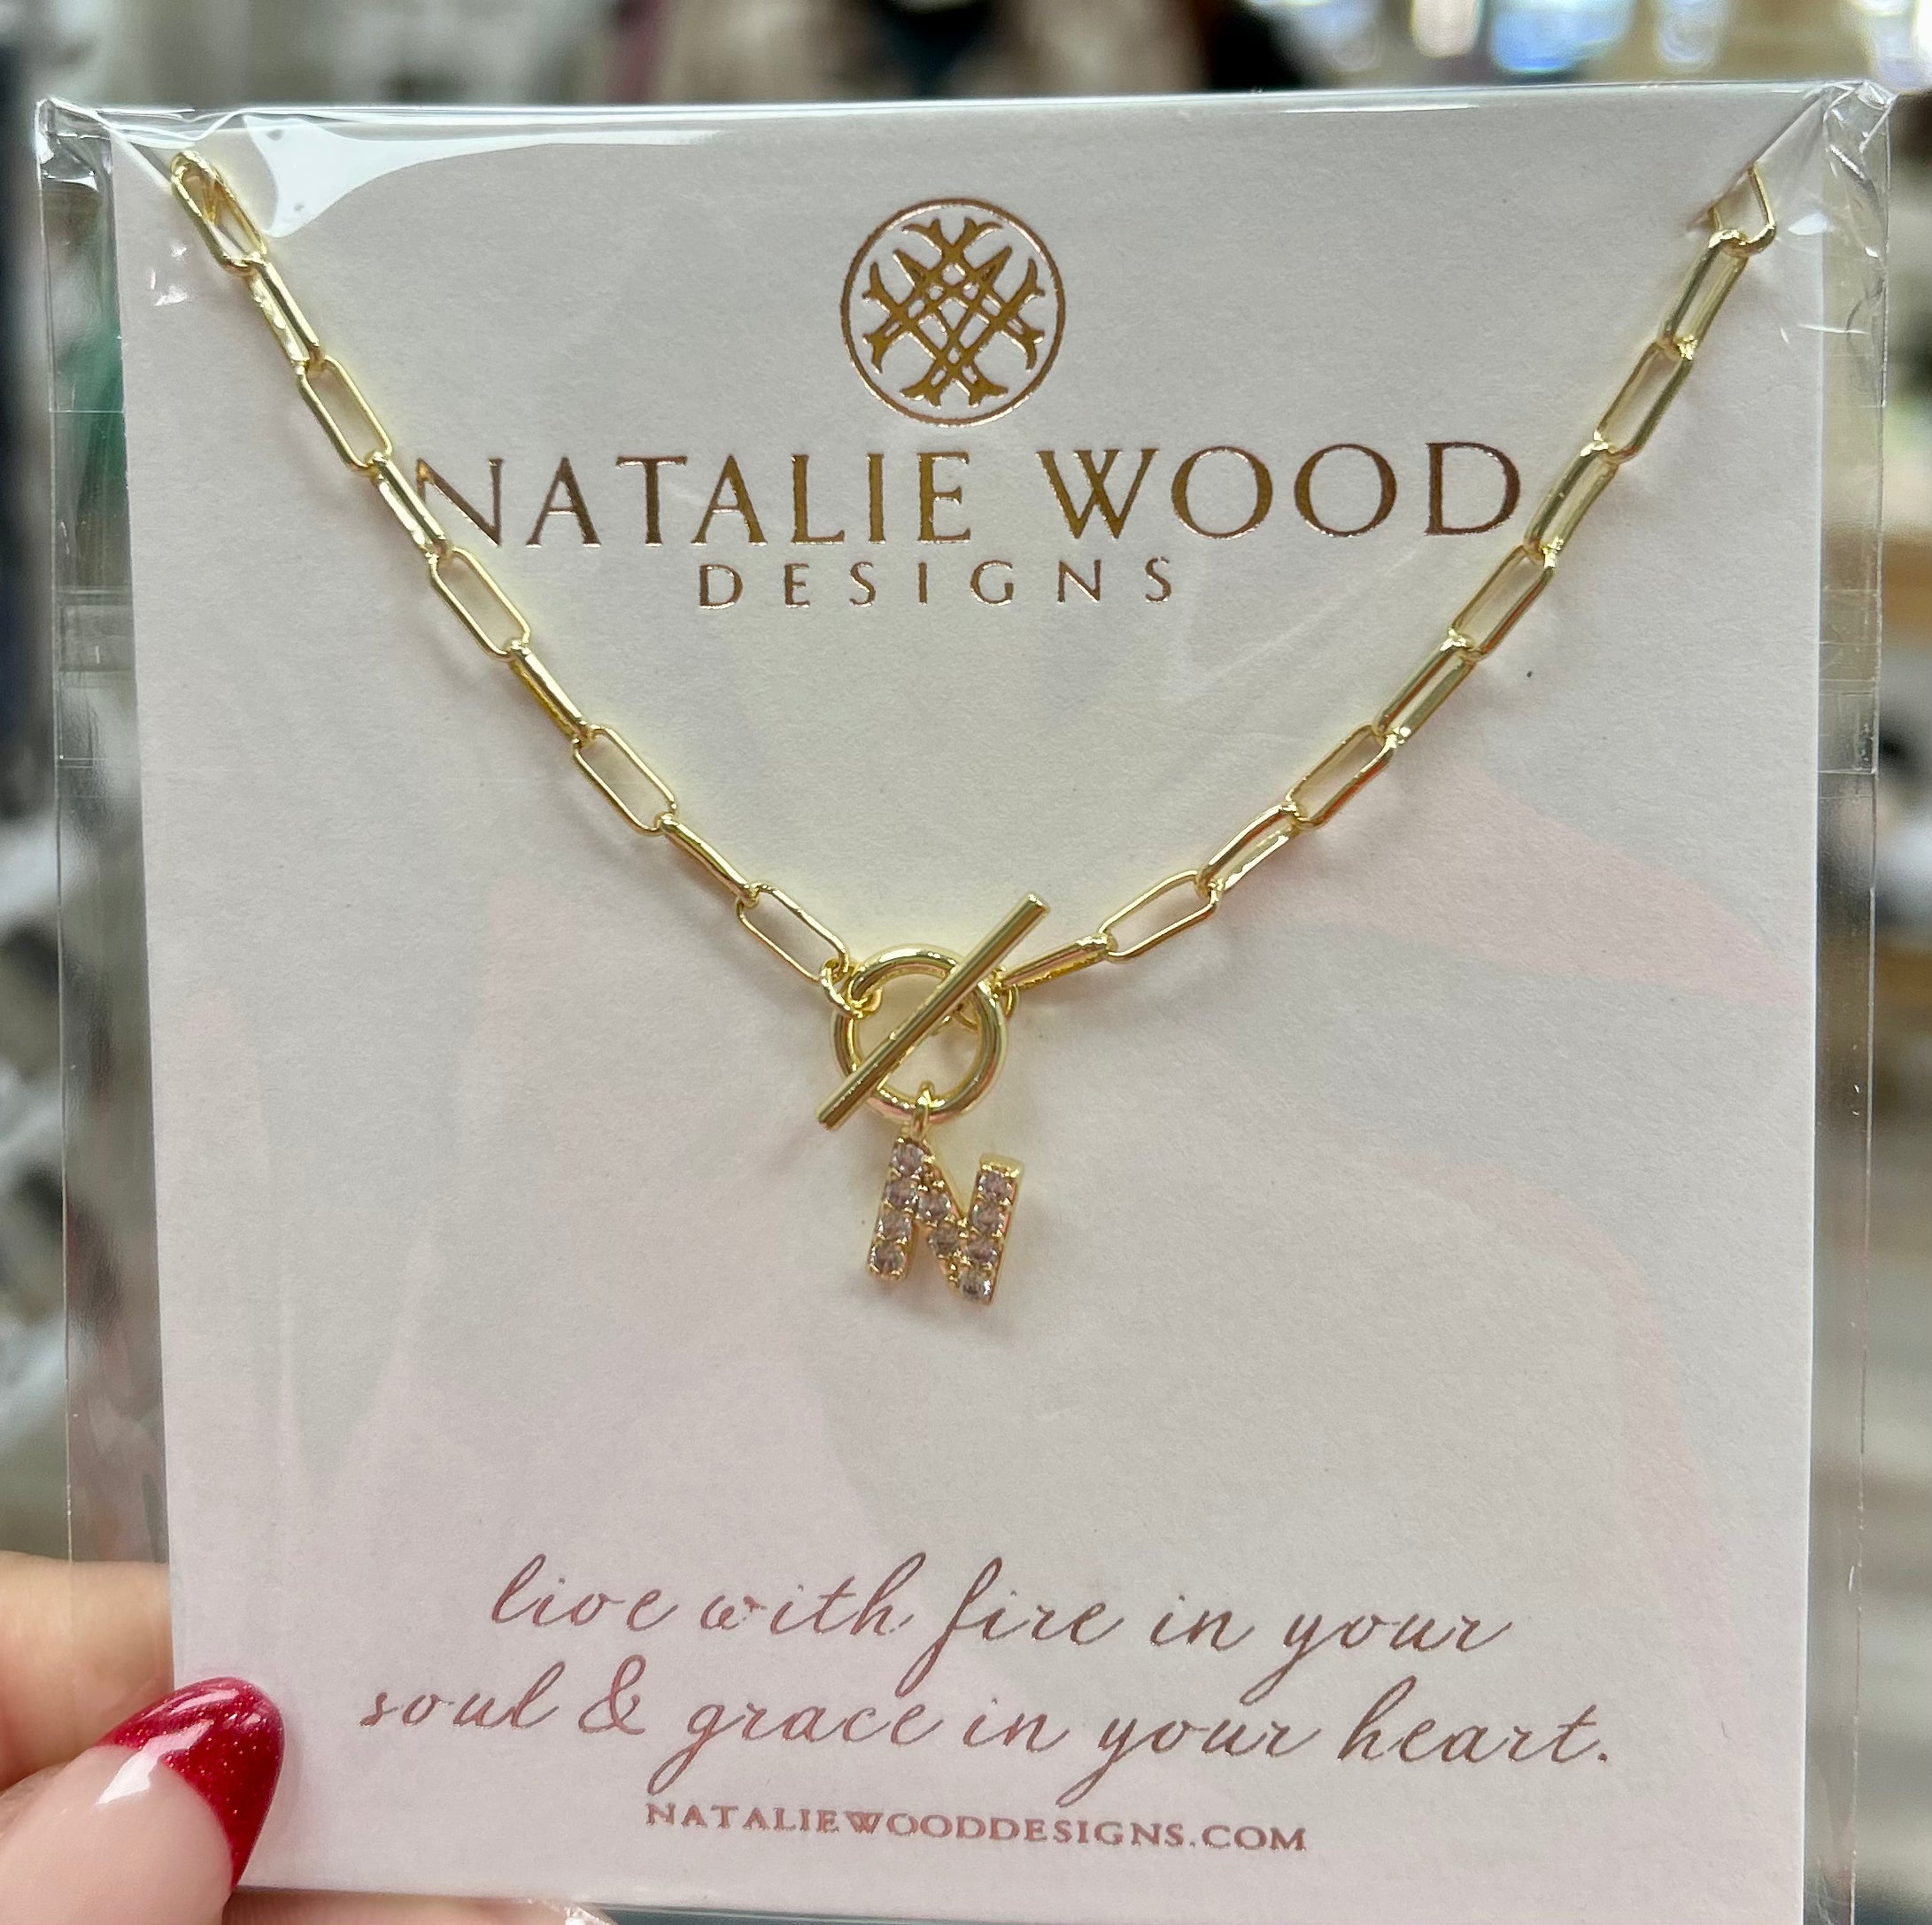 NATALIE WOOD
DESIGNS
N
live with fire in your
soul & grace in your heart.
NATALIEWOODDESIGNS.COM